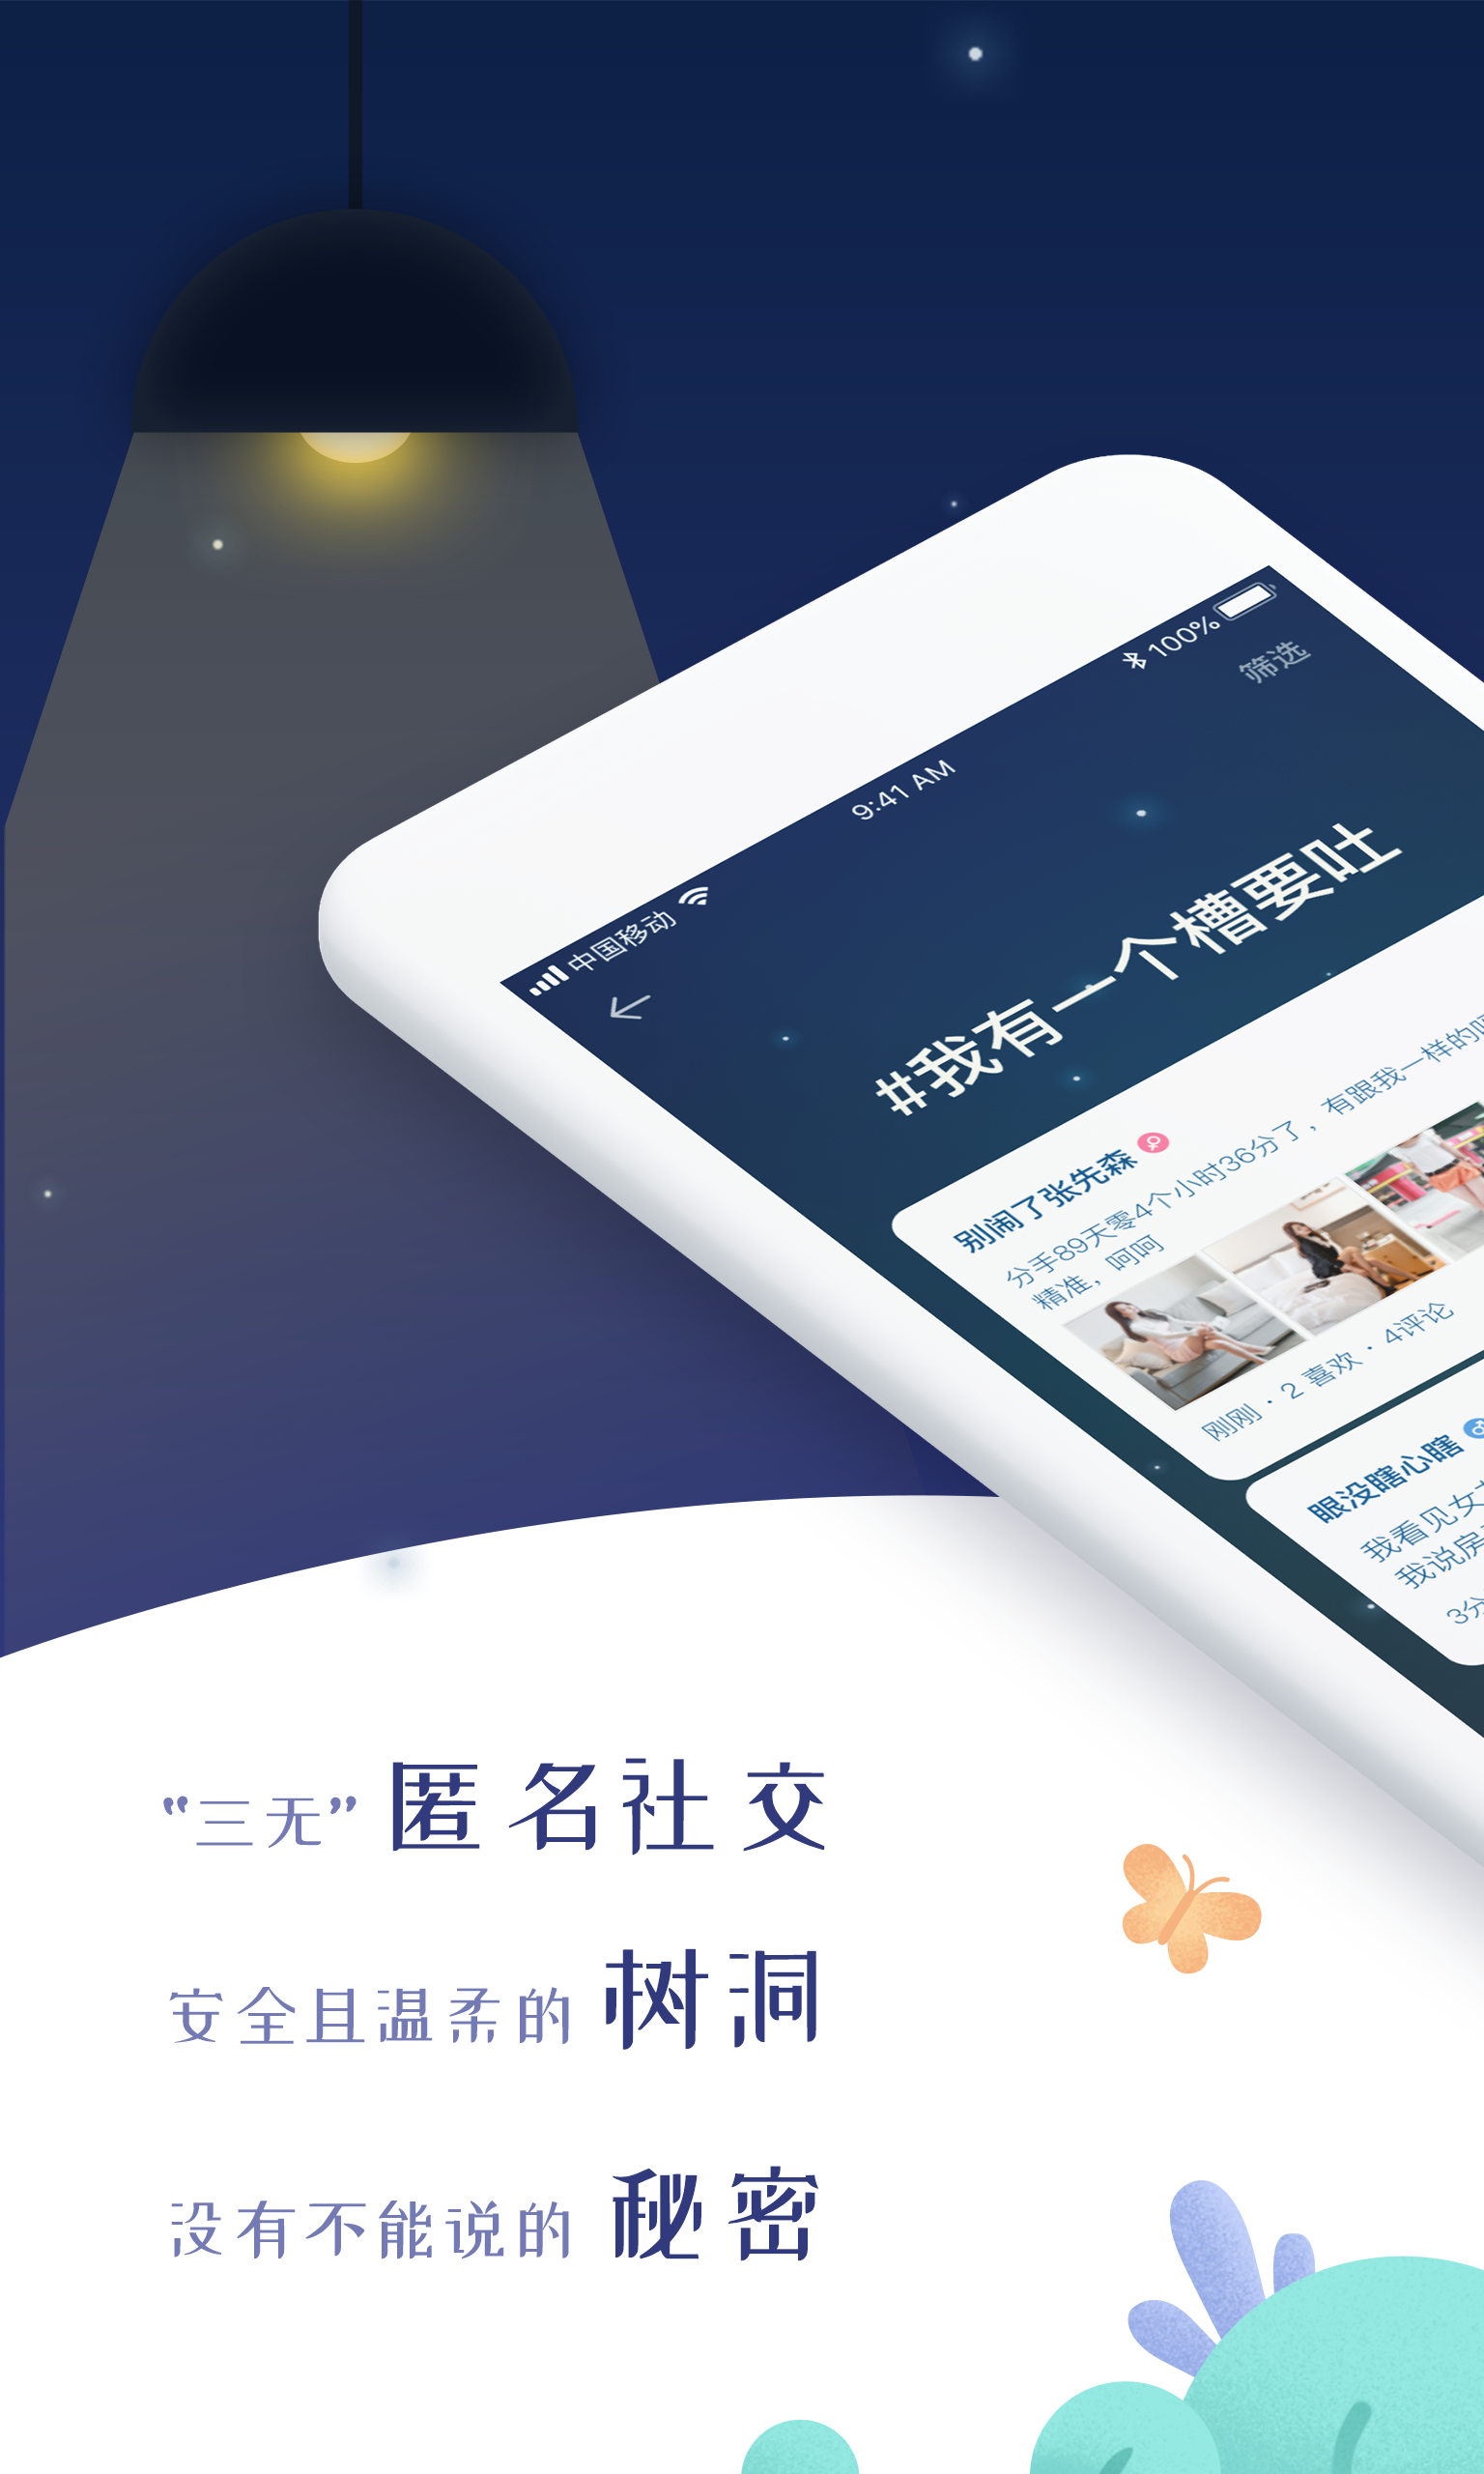 中国移动
9:41 AM
100%
筛选
#我有一个槽要吐
别闹了张先森
分手89天零4个小时36分了，有跟我一样的
精准，呵呵
刚刚 · 2 喜欢 · 4评论
眼没瞎心瞎
我看见女
我说房
3分
“三无” 匿名社交
安全且温柔的 树洞
没有不能说的 秘密